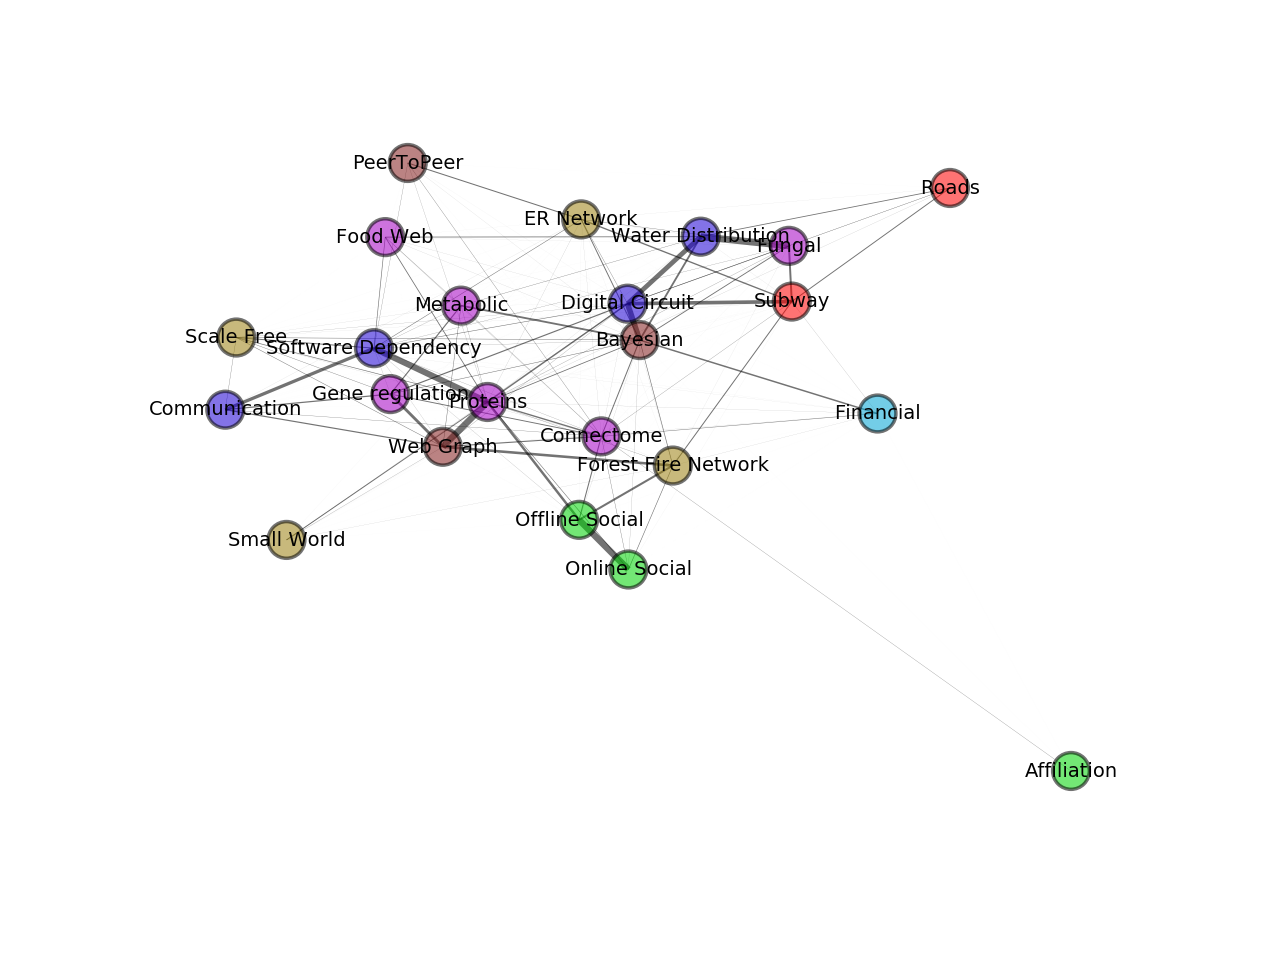 PeerToPeer
Roads
ER Network
Food Web
Water Distribution
Fungal
Metabolic
Digital Circuit
Subway
Scale Free
Software Dependency
Bayesian
Gene regulation
Proteins
Communication
Financial
Connectome
Web Graph
Forest Fire Network
Offline Social
Small World
Online Social
Affiliation